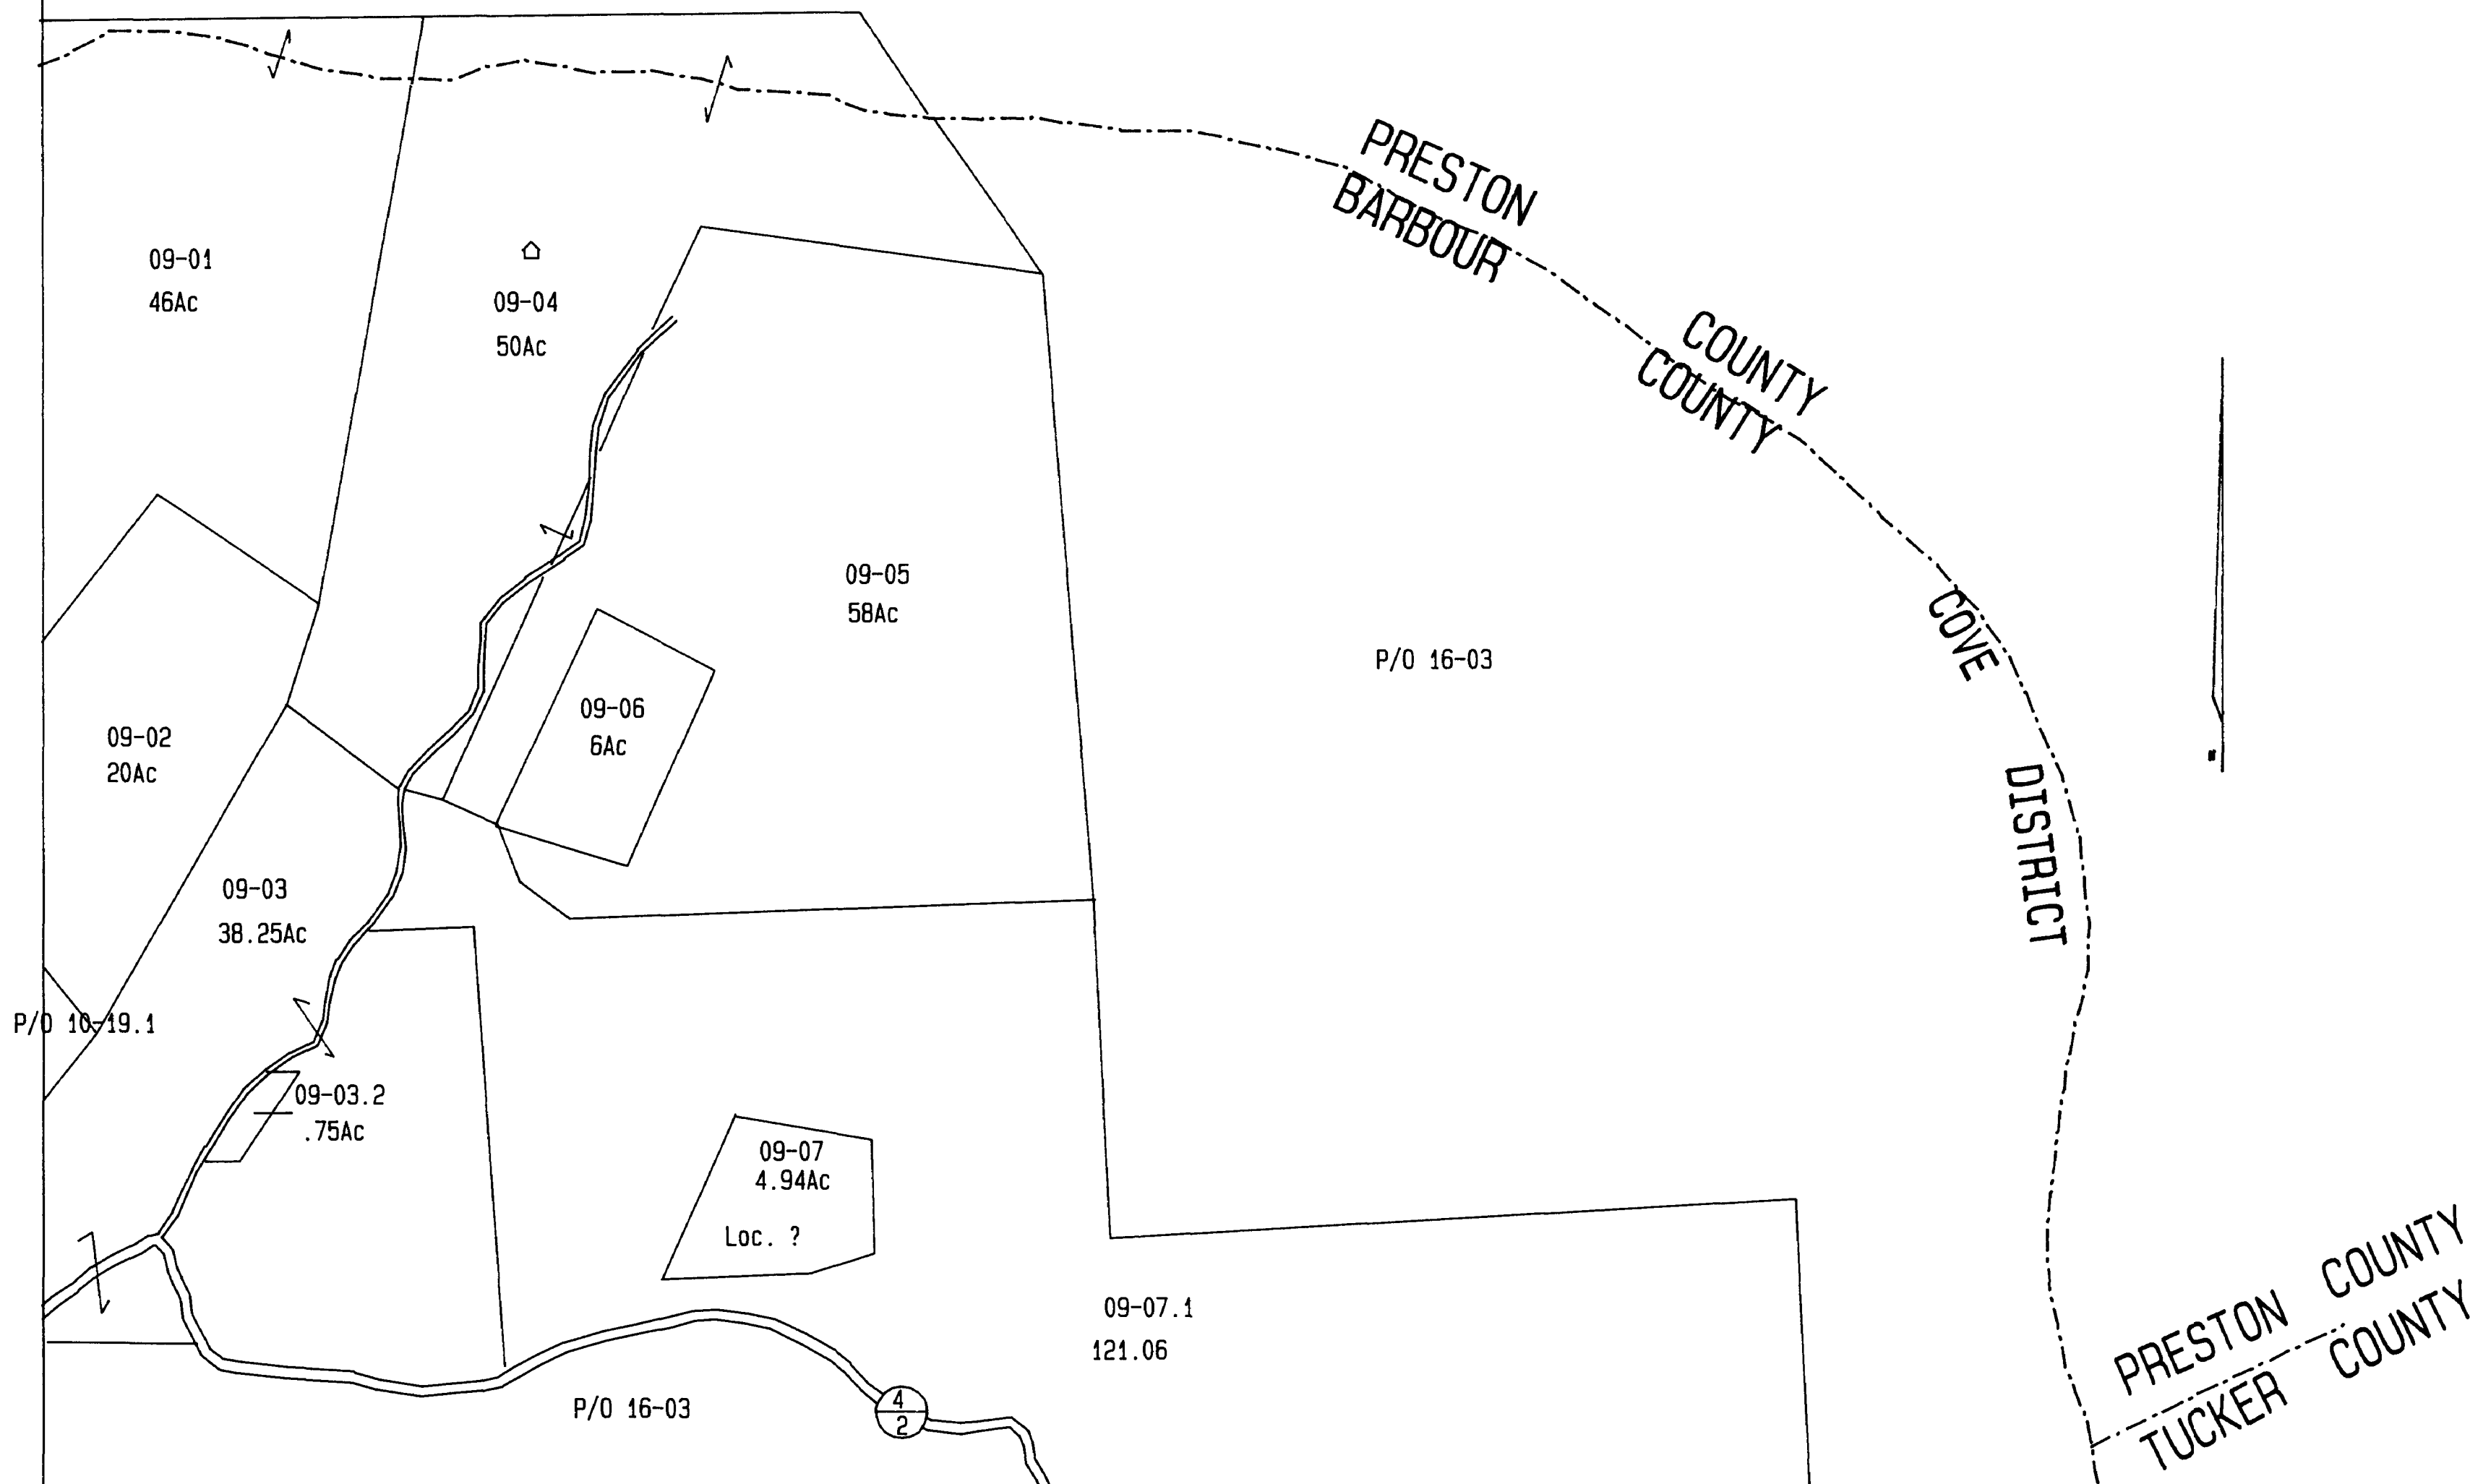 PRESTON COUNTY
BARBOUR COUNTY
COVE DISTRICT
09-01
46Ac
09-04
50Ac
09-05
58Ac
P/O 16-03
09-06
6Ac
09-02
20Ac
09-03
38.25Ac
P/O 10-19.1
09-03.2
.75Ac
09-07
4.94Ac
Loc. ?
09-07.1
121.06
PRESTON COUNTY
TUCKER COUNTY
P/O 16-03
4
2